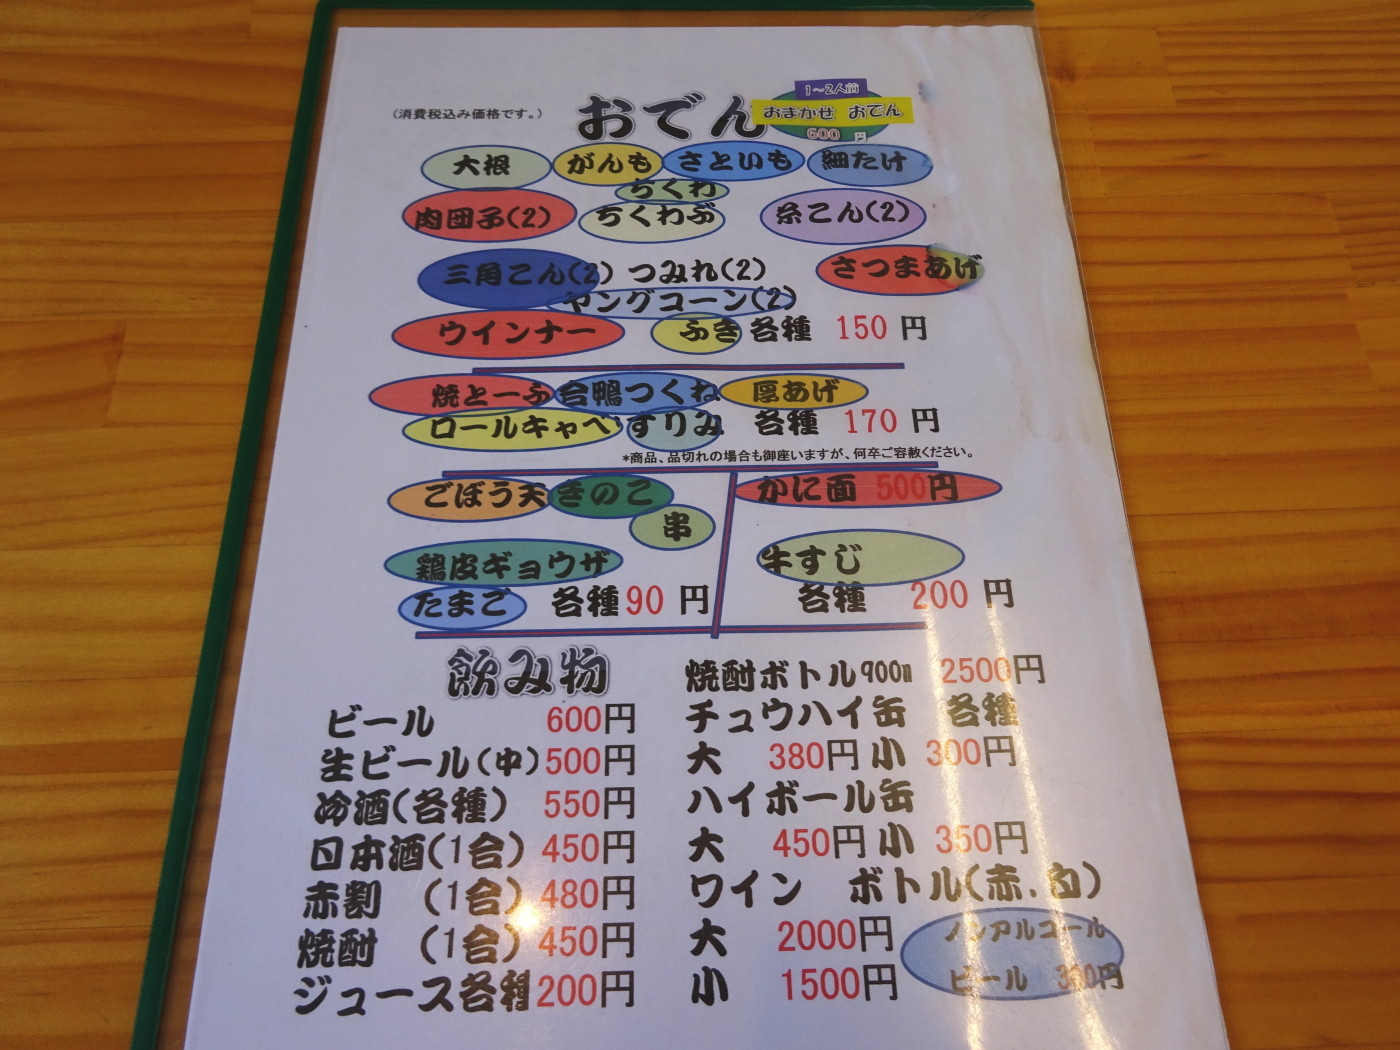 (消費税込み価格です。)
おでん
1～2人前
おまかせ おでん
600 円
大根 がんも さといも 細たけ
ちくわ
肉団子(2) ちくわぶ 糸こん(2)
三角こん(2) つみれ(2) さつまあげ
ヤングコーン(2)
ウインナー ふき 各種 150 円
焼とーふ 合鴨つくね 厚あげ
ロールキャベ すりみ 各種 170 円
*商品、品切れの場合も御座いますが、何卒ご容赦ください。
ごぼう天 きのこ
串
鶏皮ギョウザ
たまご 各種 90 円
かに面 500円
牛すじ
各種 200 円
飲み物
ビール 600円
生ビール(中) 500円
冷酒(各種) 550円
日本酒(1合) 450円
赤割 (1合) 480円
焼酎 (1合) 450円
ジュース各種 200円
焼酎ボトル900㎖ 2500円
チュウハイ缶 各種
大 380円 小 300円
ハイボール缶
大 450円 小 350円
ワイン ボトル(赤.白)
大 2000円
小 1500円
ノンアルコール
ビール 300円